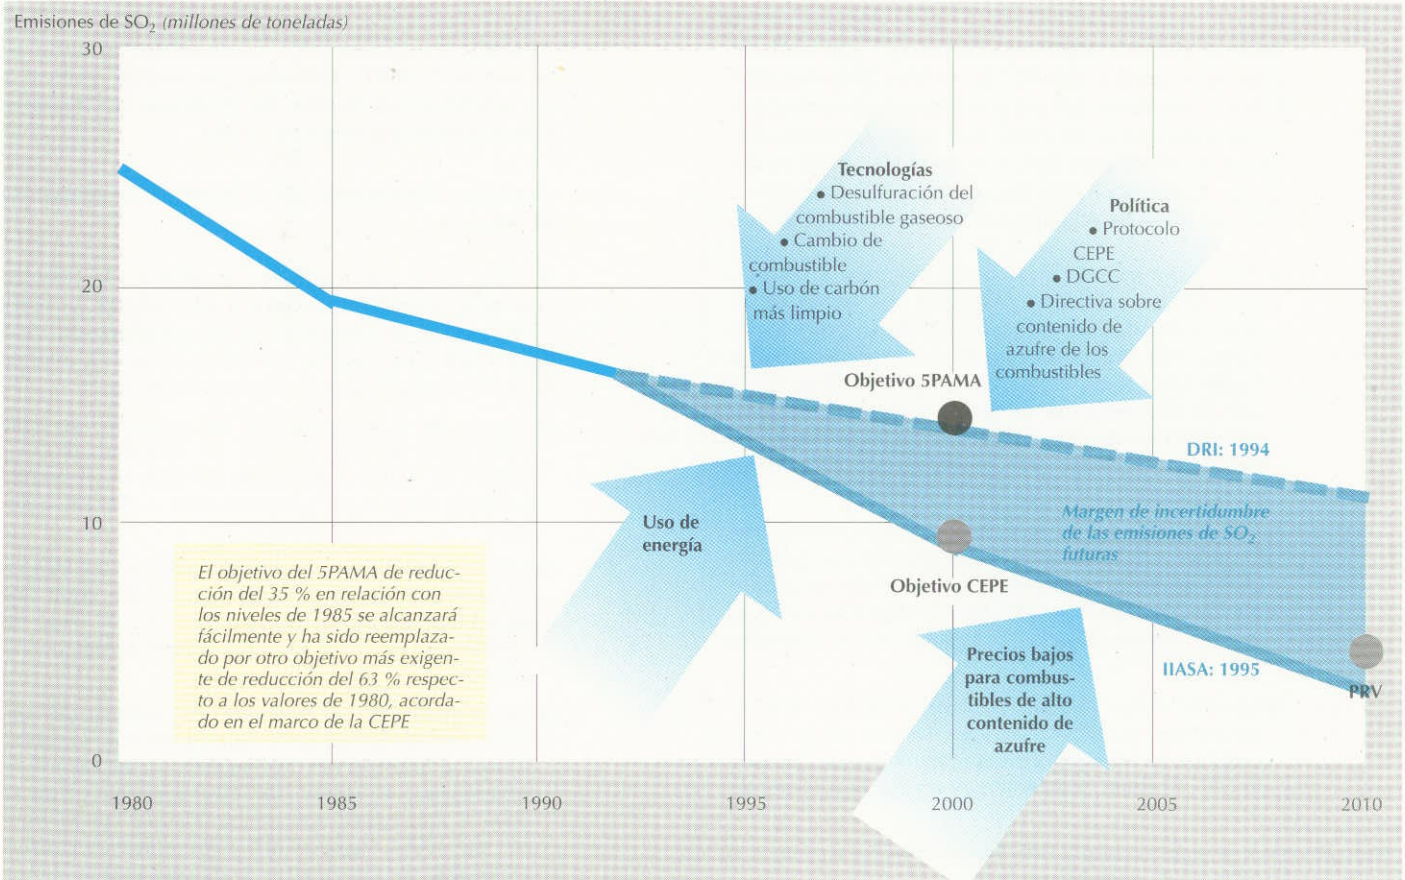 Emisiones de SO₂ (millones de toneladas)
30
20
10
0
Tecnologías
• Desulfuración del
combustible gaseoso
• Cambio de
combustible
• Uso de carbón
más limpio
Política
• Protocolo
CEPE
• DGCC
• Directiva sobre
contenido de
azufre de los
combustibles
Objetivo 5PAMA
DRI: 1994
Margen de incertidumbre
de las emisiones de SO₂
futuras
Uso de
energía
Objetivo CEPE
El objetivo del 5PAMA de reduc-
ción del 35 % en relación con
los niveles de 1985 se alcanzará
fácilmente y ha sido reemplaza-
do por otro objetivo más exigen-
te de reducción del 63 % respec-
to a los valores de 1980, acorda-
do en el marco de la CEPE
Precios bajos
para combus-
tibles de alto
contenido de
azufre
IIASA: 1995
PRV
1980
1985
1990
1995
2000
2005
2010